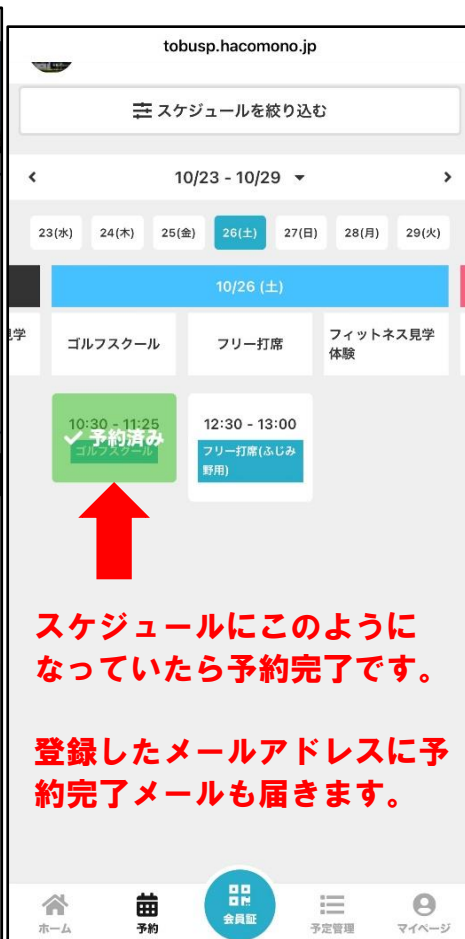 tobusp.hacomono.jp
スケジュールを絞り込む
10/23 - 10/29
23(水) 24(木) 25(金) 26(土) 27(日) 28(月) 29(火)
10/26 (土)
見学 ゴルフスクール フリー打席 フィットネス見学
体験
10:30 - 11:25 12:30 - 13:00
予約済み
ゴルフスクール
フリー打席(ふじみ
野用)
スケジュールにこのように
なっていたら予約完了です。
登録したメールアドレスに予
約完了メールも届きます。
ホーム 予約 会員証 予定管理 マイページ